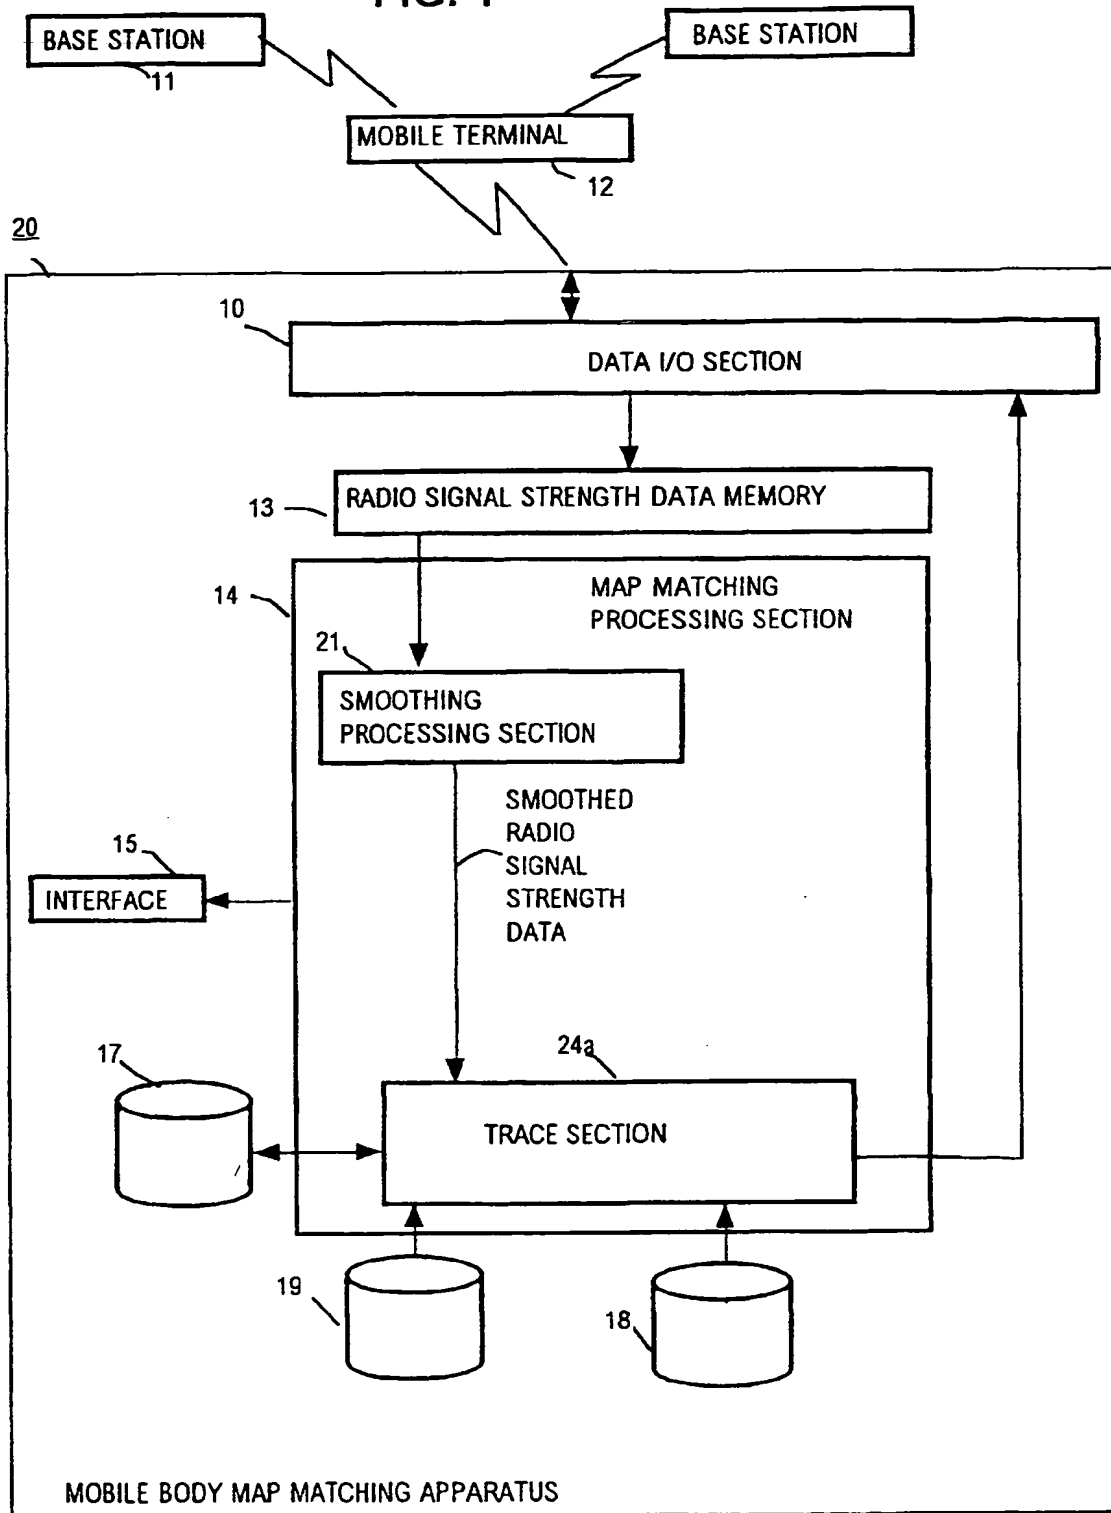 BASE STATION
11
BASE STATION
MOBILE TERMINAL
12
20
10
DATA I/O SECTION
13
RADIO SIGNAL STRENGTH DATA MEMORY
14
MAP MATCHING
PROCESSING SECTION
21
SMOOTHING
PROCESSING SECTION
SMOOTHED
RADIO
SIGNAL
STRENGTH
DATA
15
INTERFACE
17
24a
TRACE SECTION
19
18
MOBILE BODY MAP MATCHING APPARATUS